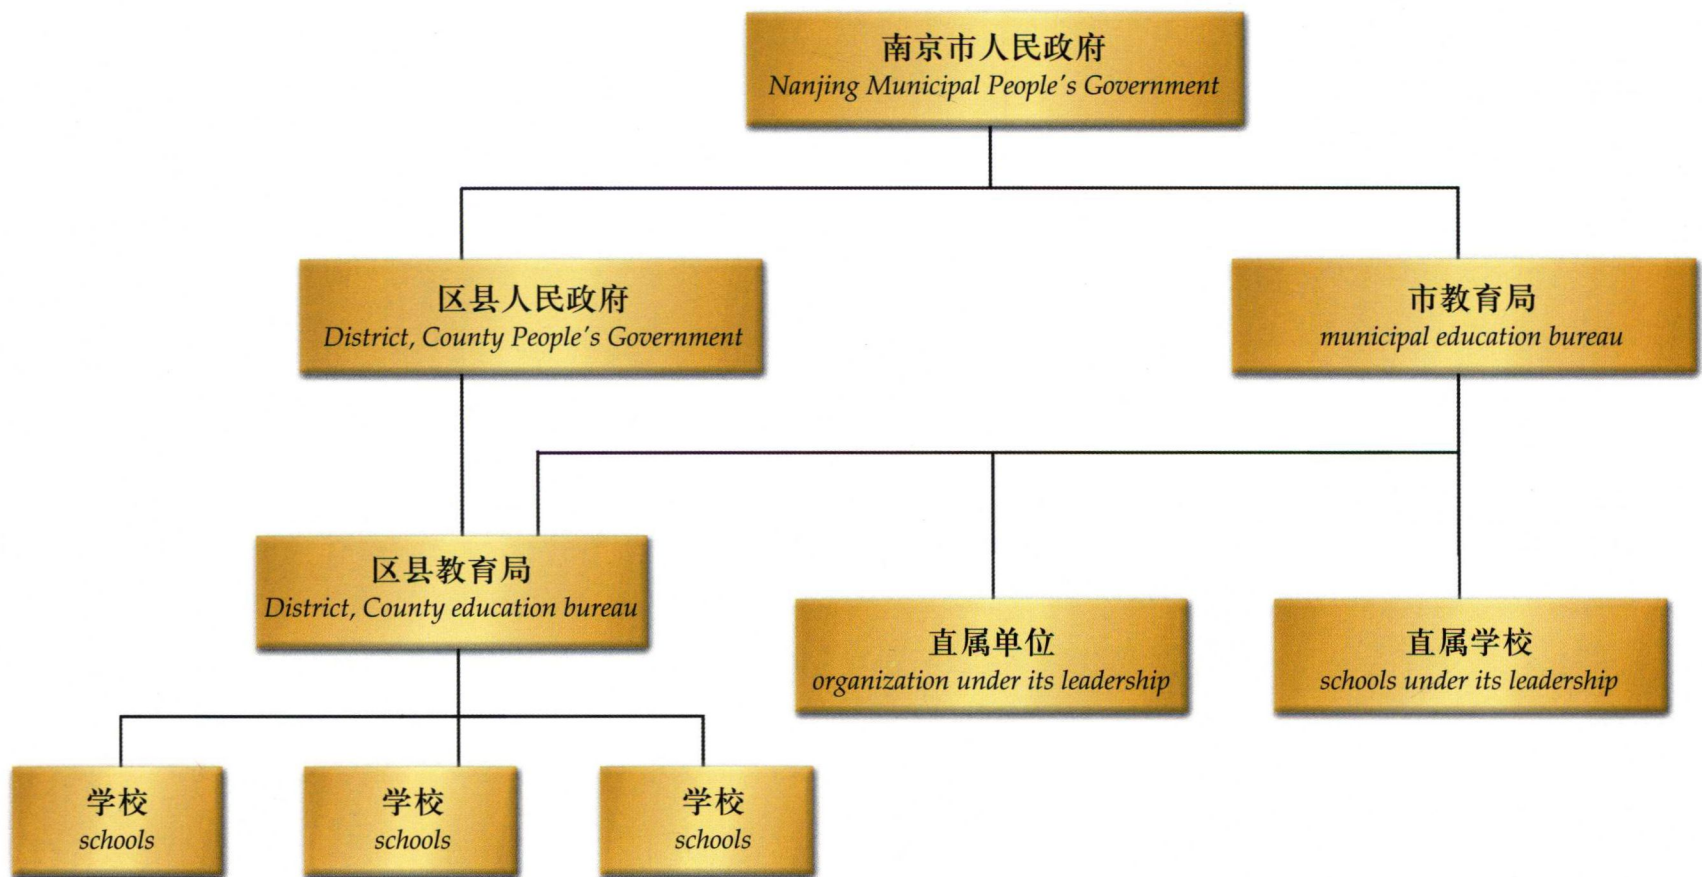 南京市人民政府
Nanjing Municipal People's Government
区县人民政府
District, County People's Government
市教育局
municipal education bureau
区县教育局
District, County education bureau
直属单位
organization under its leadership
直属学校
schools under its leadership
学校
schools
学校
schools
学校
schools